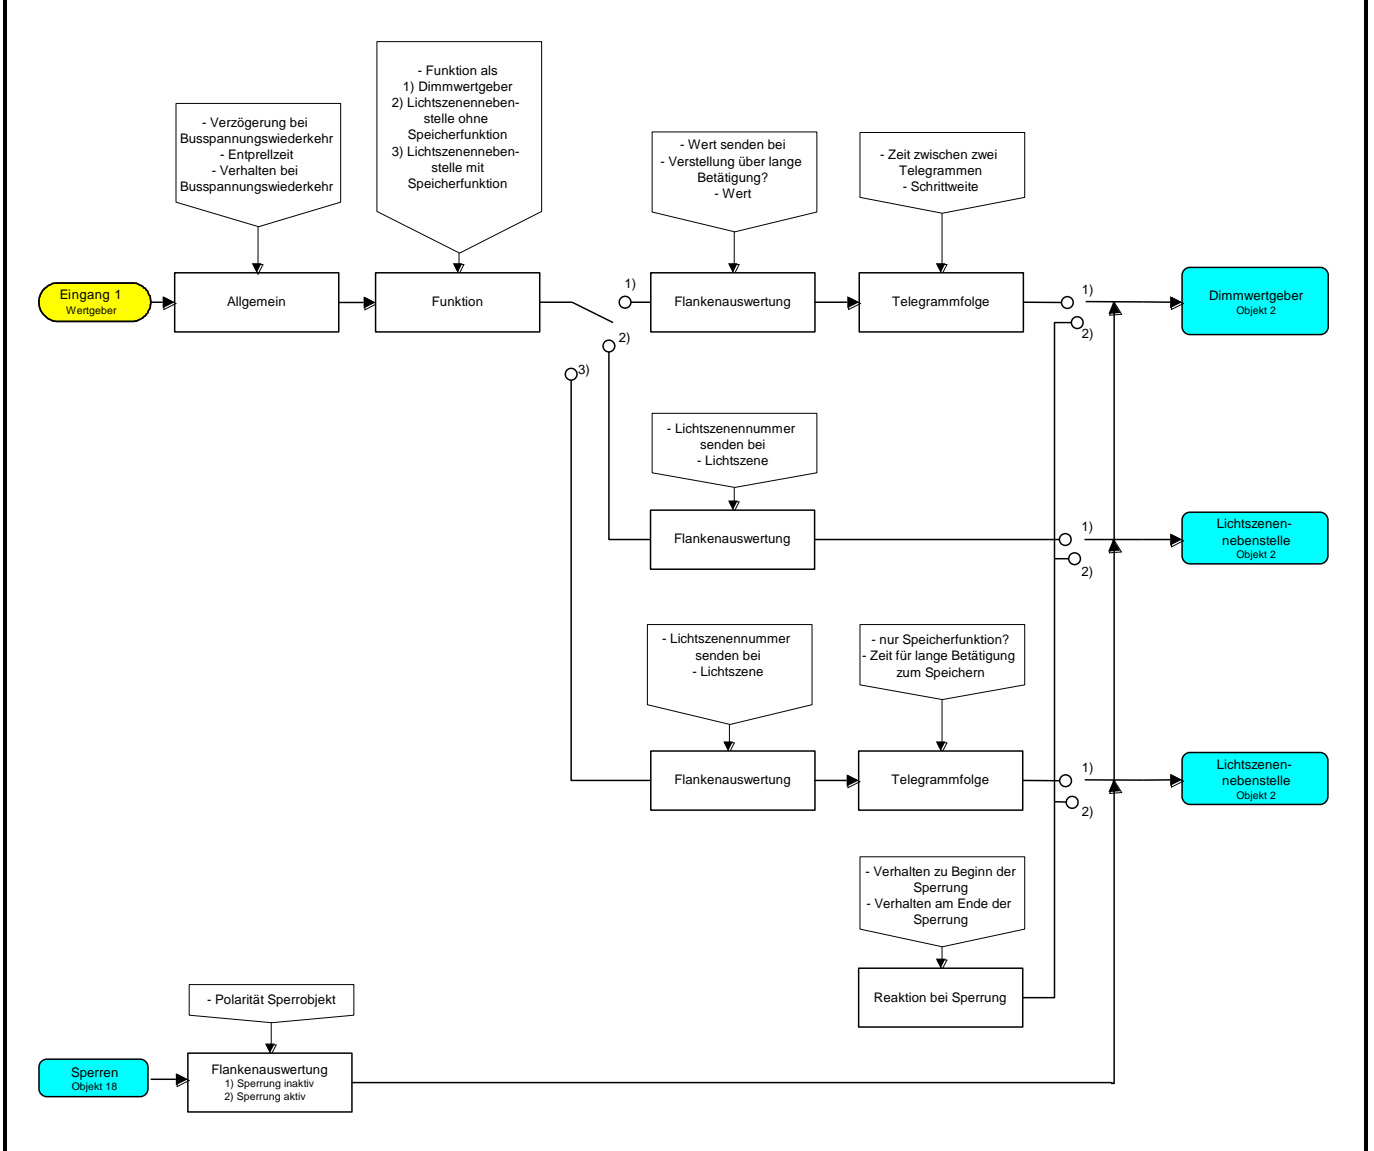 - Funktion als
1) Dimmwertgeber
2) Lichtszenenneben-
stelle ohne
Speicherfunktion
3) Lichtszenenneben-
stelle mit
Speicherfunktion
- Verzögerung bei
Busspannungswiederkehr
- Entprellzeit
- Verhalten bei
Busspannungswiederkehr
- Wert senden bei
- Verstellung über lange
Betätigung?
- Wert
- Zeit zwischen zwei
Telegrammen
- Schrittweite
Eingang 1
Wertgeber
Allgemein
Funktion
1)
2)
3)
Flankenauswertung
Telegrammfolge
1)
2)
Dimmwertgeber
Objekt 2
- Lichtszenennummer
senden bei
- Lichtszene
Flankenauswertung
1)
2)
Lichtszenen-
nebenstelle
Objekt 2
- Lichtszenennummer
senden bei
- Lichtszene
- nur Speicherfunktion?
- Zeit für lange Betätigung
zum Speichern
Flankenauswertung
Telegrammfolge
1)
2)
Lichtszenen-
nebenstelle
Objekt 2
- Verhalten zu Beginn der
Sperrung
- Verhalten am Ende der
Sperrung
Reaktion bei Sperrung
- Polarität Sperrobjekt
Sperren
Objekt 18
Flankenauswertung
1) Sperrung inaktiv
2) Sperrung aktiv